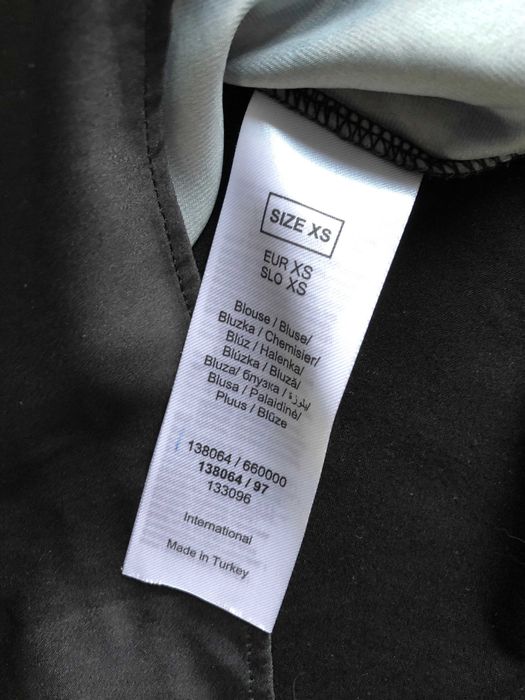 SIZE XS
EUR XS
SLO XS
Blouse / Bluse/
Bluzka / Chemisier/
Blúz / Halenka/
Blúzka / Bluză/
Bluza/ блузка / بلوزة/
Blusa / Palaidinė/
Pluus / Blūze
138064 / 660000
138064 / 97
133096
International
Made in Turkey